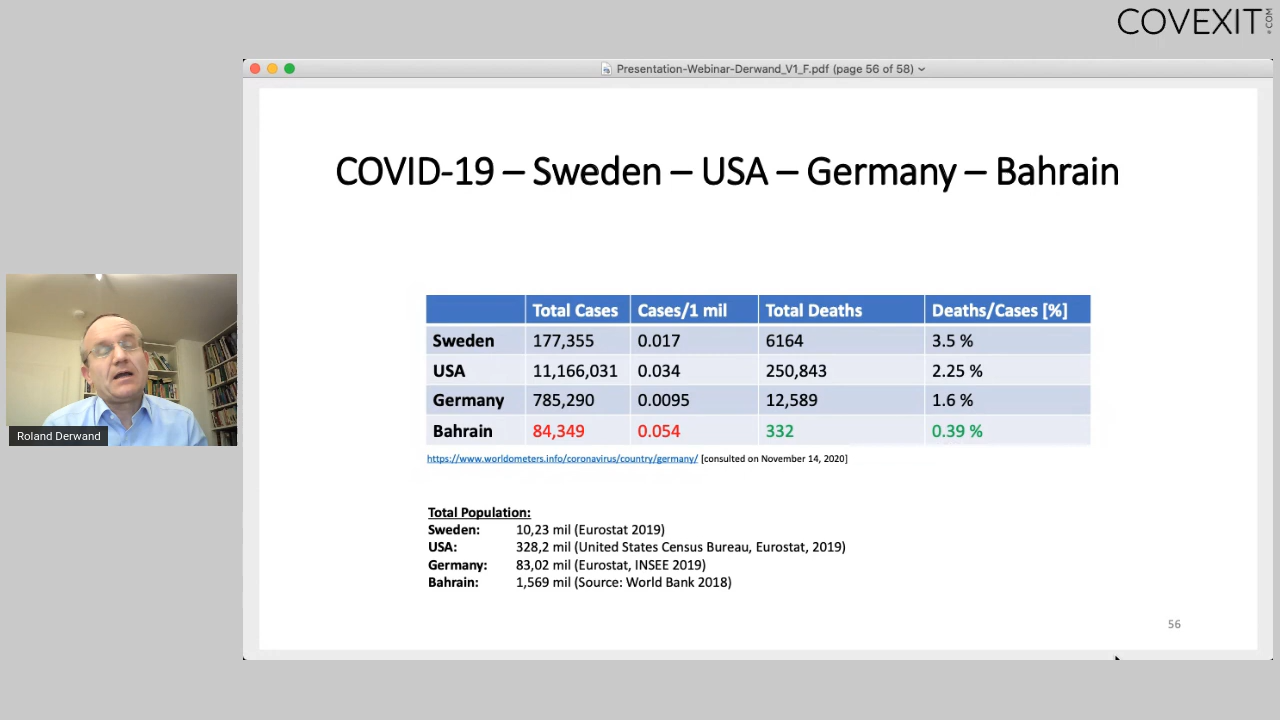 COVEXIT.COM
Presentation-Webinar-Derwand_V1_F.pdf (page 56 of 58)
COVID-19 – Sweden – USA – Germany – Bahrain
Total Cases Cases/1 mil Total Deaths Deaths/Cases [%]
Sweden 177,355 0.017 6164 3.5 %
USA 11,166,031 0.034 250,843 2.25 %
Germany 785,290 0.0095 12,589 1.6 %
Bahrain 84,349 0.054 332 0.39 %
https://www.worldometers.info/coronavirus/country/germany/ [consulted on November 14, 2020]
Total Population:
Sweden: 10,23 mil (Eurostat 2019)
USA: 328,2 mil (United States Census Bureau, Eurostat, 2019)
Germany: 83,02 mil (Eurostat, INSEE 2019)
Bahrain: 1,569 mil (Source: World Bank 2018)
56
Roland Derwand